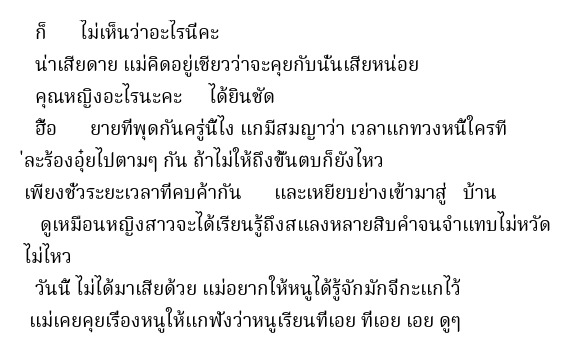 ก็ ไม่เห็นว่าอะไรนี่คะ
น่าเสียดาย แม่คิดอยู่เชียวว่าจะคุยกับนั้นเสียหน่อย
คุณหญิงอะไรนะคะ ได้ยินชัด
ฮื้อ ยายที่พูดกันครู่นี้ไง แกมีสมญาว่า เวลาแกทวงหนี้ใครที
่ละร้องอุ๋ยไปตามๆ กัน ถ้าไม่ให้ถึงขั้นตบก็ยังไหว
เพียงชั่วระยะเวลาที่คบค้ากัน และเหยียบย่างเข้ามาสู่ บ้าน
ดูเหมือนหญิงสาวจะได้เรียนรู้ถึงสแลงหลายสิบคำจนจำแทบไม่หวัด
ไม่ไหว
วันนี้ ไม่ได้มาเสียด้วย แม่อยากให้หนูได้รู้จักมักจี่กะแกไว้
แม่เคยคุยเรื่องหนูให้แกฟังว่าหนูเรียนที่เอย ที่เอย เอย ดูๆ